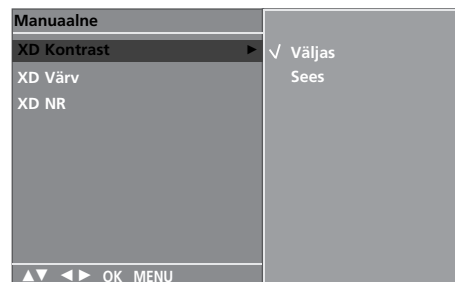 Manuaalne
XD Kontrast ►
XD Värv
XD NR
√ Väljas
Sees
▲▼ ◄► OK MENU